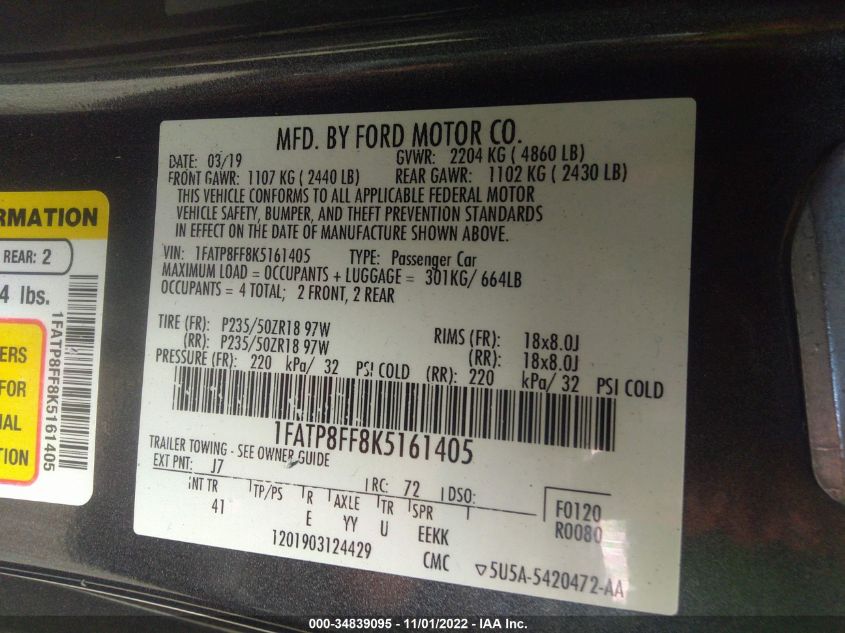 MFD. BY FORD MOTOR CO.
DATE: 03/19 GVWR: 2204 KG ( 4860 LB)
FRONT GAWR: 1107 KG ( 2440 LB) REAR GAWR: 1102 KG ( 2430 LB)
THIS VEHICLE CONFORMS TO ALL APPLICABLE FEDERAL MOTOR
VEHICLE SAFETY, BUMPER, AND THEFT PREVENTION STANDARDS
IN EFFECT ON THE DATE OF MANUFACTURE SHOWN ABOVE.
VIN: 1FATP8FF8K5161405 TYPE: Passenger Car
MAXIMUM LOAD = OCCUPANTS + LUGGAGE = 301KG/ 664LB
OCCUPANTS = 4 TOTAL; 2 FRONT, 2 REAR
TIRE (FR): P235/50ZR18 97W RIMS (FR): 18x8.0J
(RR): P235/50ZR18 97W (RR): 18x8.0J
PRESSURE (FR): 220 kPa/ 32 PSI COLD (RR): 220 kPa/ 32 PSI COLD
1FATP8FF8K5161405
TRAILER TOWING - SEE OWNER GUIDE
EXT PNT: J7 RC: 72 DSO:
INT TR TP/PS R AXLE TR SPR
41 E YY U EEKK
F0120
R0080
1201903124429 CMC ▽5U5A-5420472-AA
RMATION
REAR: 2
4 lbs.
ERS
FOR
IAL
TION
1FATP8FF8K5161405
000-34839095 - 11/01/2022 - IAA Inc.